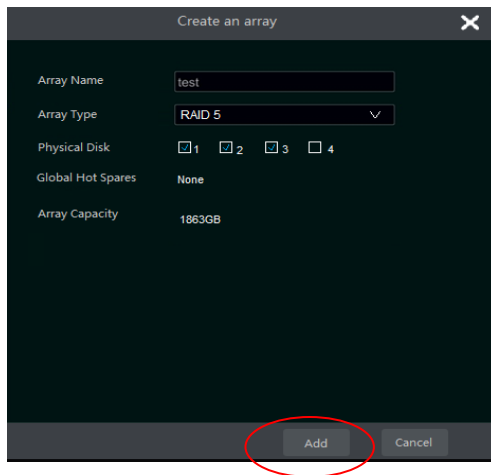 Create an array
Array Name test
Array Type RAID 5
Physical Disk 1 2 3 4
Global Hot Spares None
Array Capacity 1863GB
Add Cancel